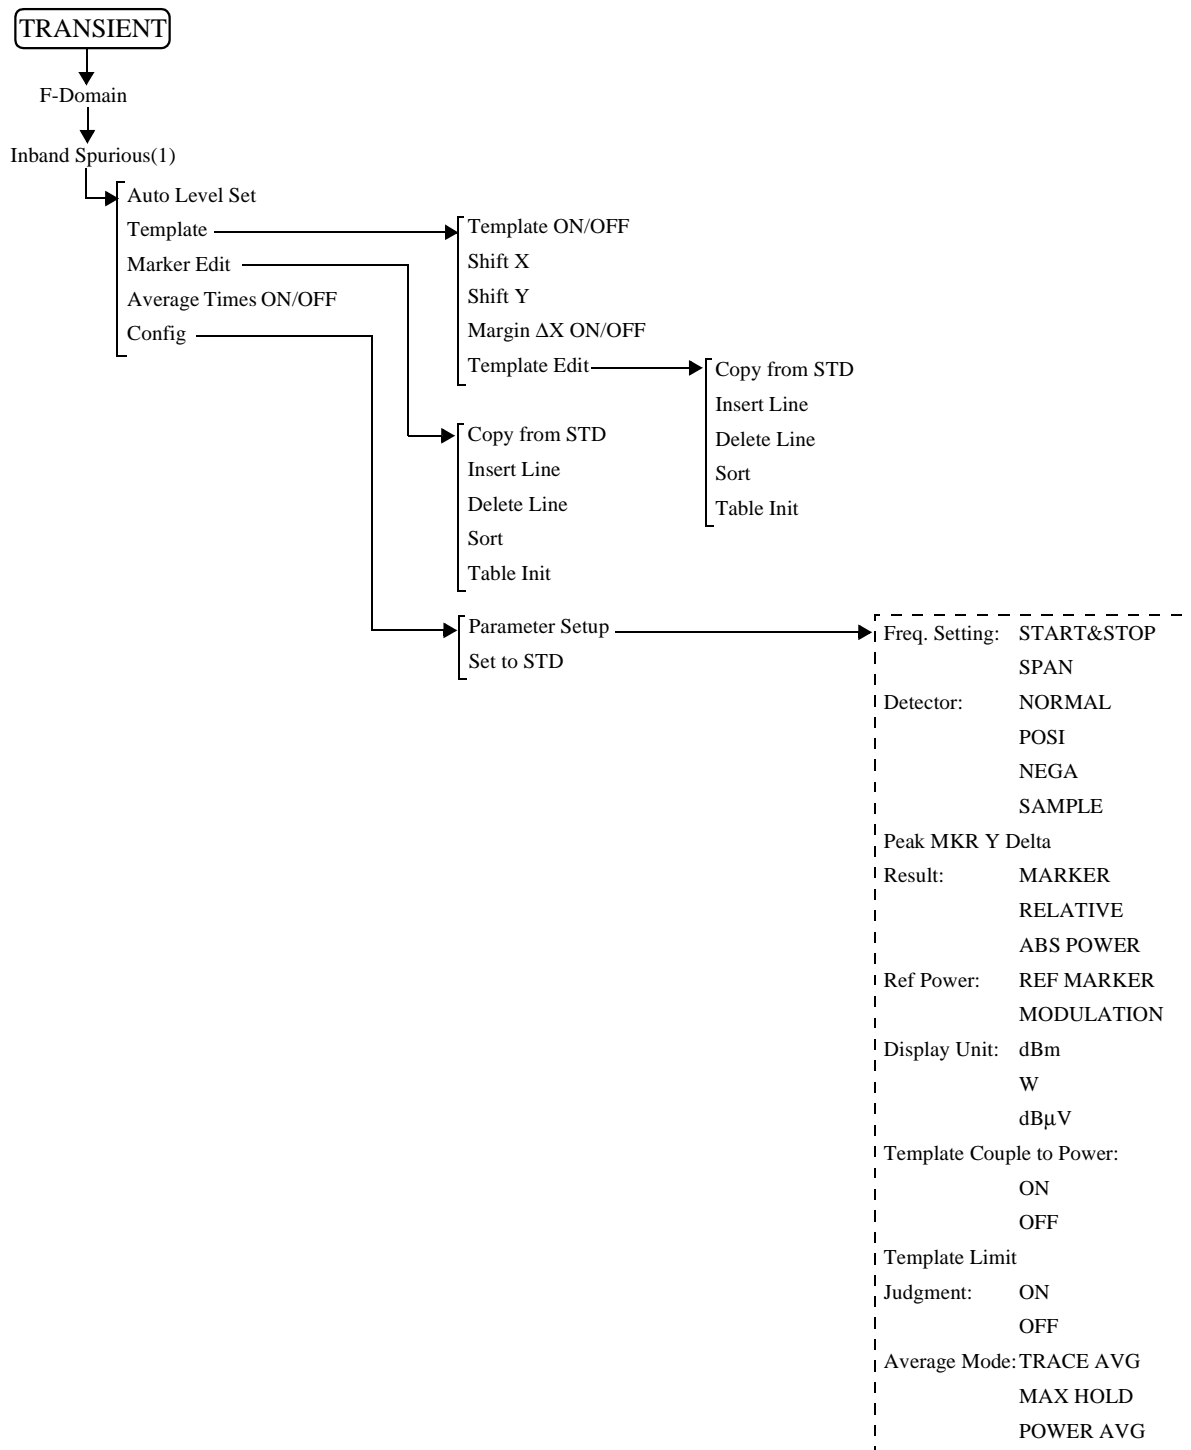 TRANSIENT
F-Domain
Inband Spurious(1)
Auto Level Set
Template
Marker Edit
Average Times ON/OFF
Config
Template ON/OFF
Shift X
Shift Y
Margin ΔX ON/OFF
Template Edit
Copy from STD
Insert Line
Delete Line
Sort
Table Init
Copy from STD
Insert Line
Delete Line
Sort
Table Init
Parameter Setup
Set to STD
Freq. Setting: START&STOP
SPAN
Detector: NORMAL
POSI
NEGA
SAMPLE
Peak MKR Y Delta
Result: MARKER
RELATIVE
ABS POWER
Ref Power: REF MARKER
MODULATION
Display Unit: dBm
W
dBμV
Template Couple to Power:
ON
OFF
Template Limit
Judgment: ON
OFF
Average Mode: TRACE AVG
MAX HOLD
POWER AVG